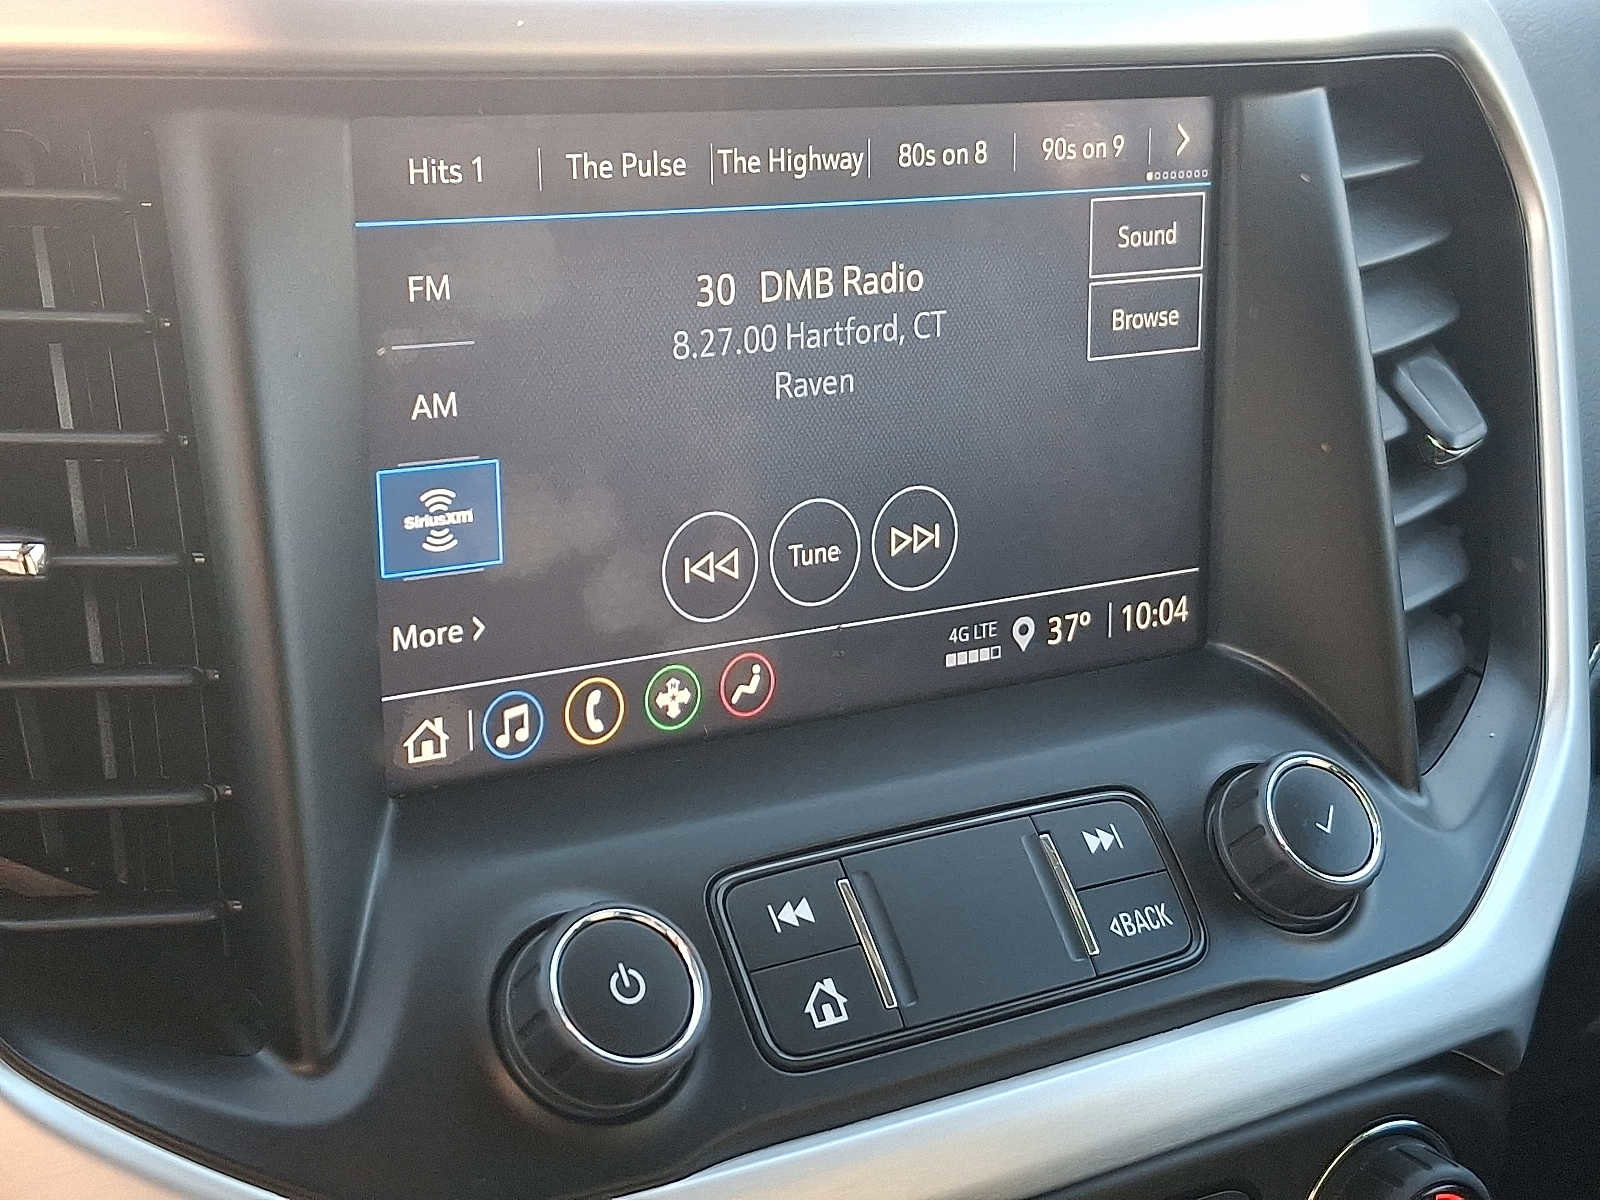 Hits 1 The Pulse The Highway 80s on 8 90s on 9
Sound
FM
30 DMB Radio
Browse
8.27.00 Hartford, CT
Raven
AM
SiriusXM
Tune
More
4G LTE 37° 10:04
BACK